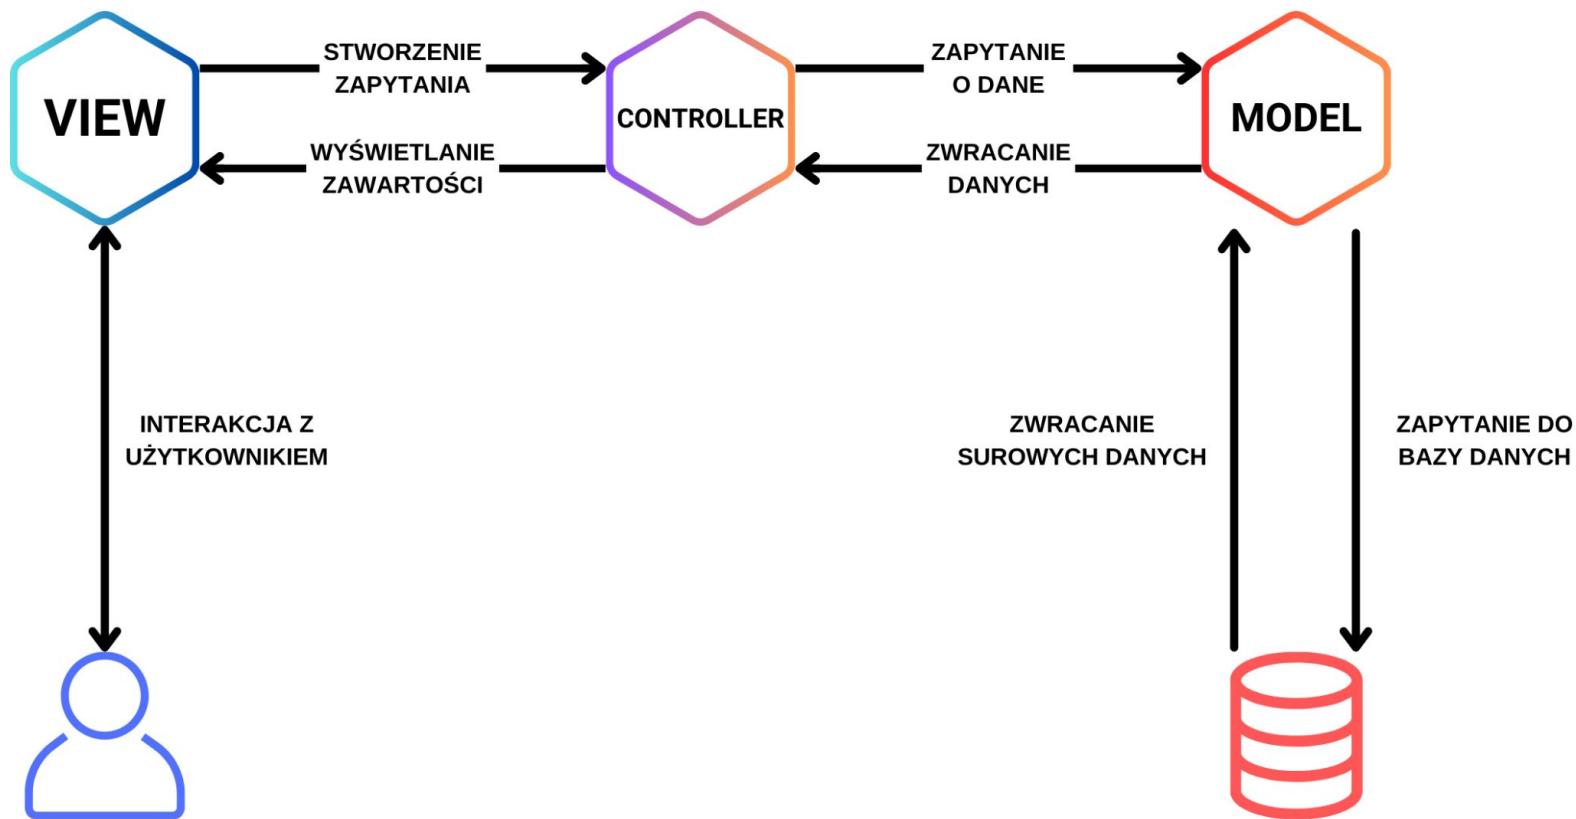 VIEW
STWORZENIE
ZAPYTANIA
WYŚWIETLANIE
ZAWARTOŚCI
CONTROLLER
ZAPYTANIE
O DANE
ZWRACANIE
DANYCH
MODEL
INTERAKCJA Z
UŻYTKOWNIKIEM
ZWRACANIE
SUROWYCH DANYCH
ZAPYTANIE DO
BAZY DANYCH